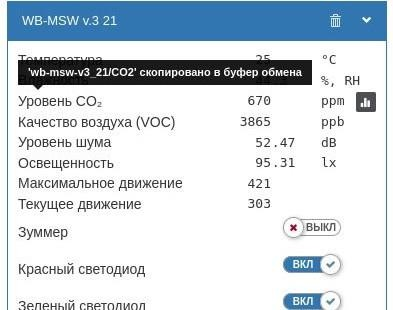 WB-MSW v.3 21
Температура 25 °C
'wb-msw-v3_21/CO2' скопировано в буфер обмена
%, RH
Уровень CO₂ 670 ppm
Качество воздуха (VOC) 3865 ppb
Уровень шума 52.47 dB
Освещенность 95.31 lx
Максимальное движение 421
Текущее движение 303
Зуммер ВЫКЛ
Красный светодиод ВКЛ
Зеленый светодиод ВКЛ